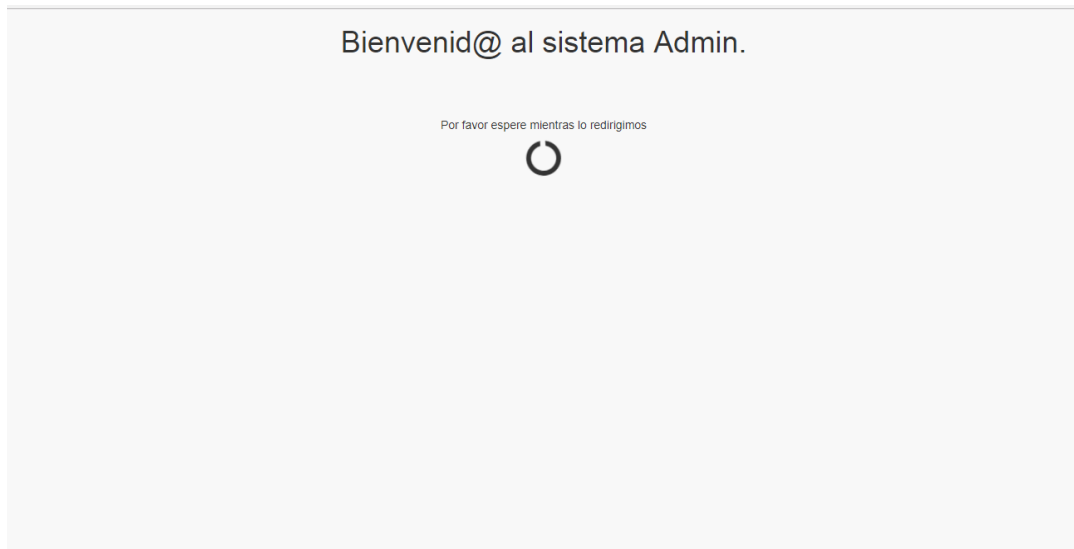 Bienvenid@ al sistema Admin.
Por favor espere mientras lo redirigimos